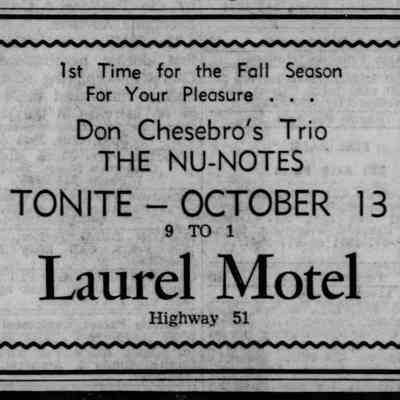 1st Time for the Fall Season
For Your Pleasure . . .
Don Chesebro's Trio
THE NU-NOTES
TONITE — OCTOBER 13
9 TO 1
Laurel Motel
Highway 51